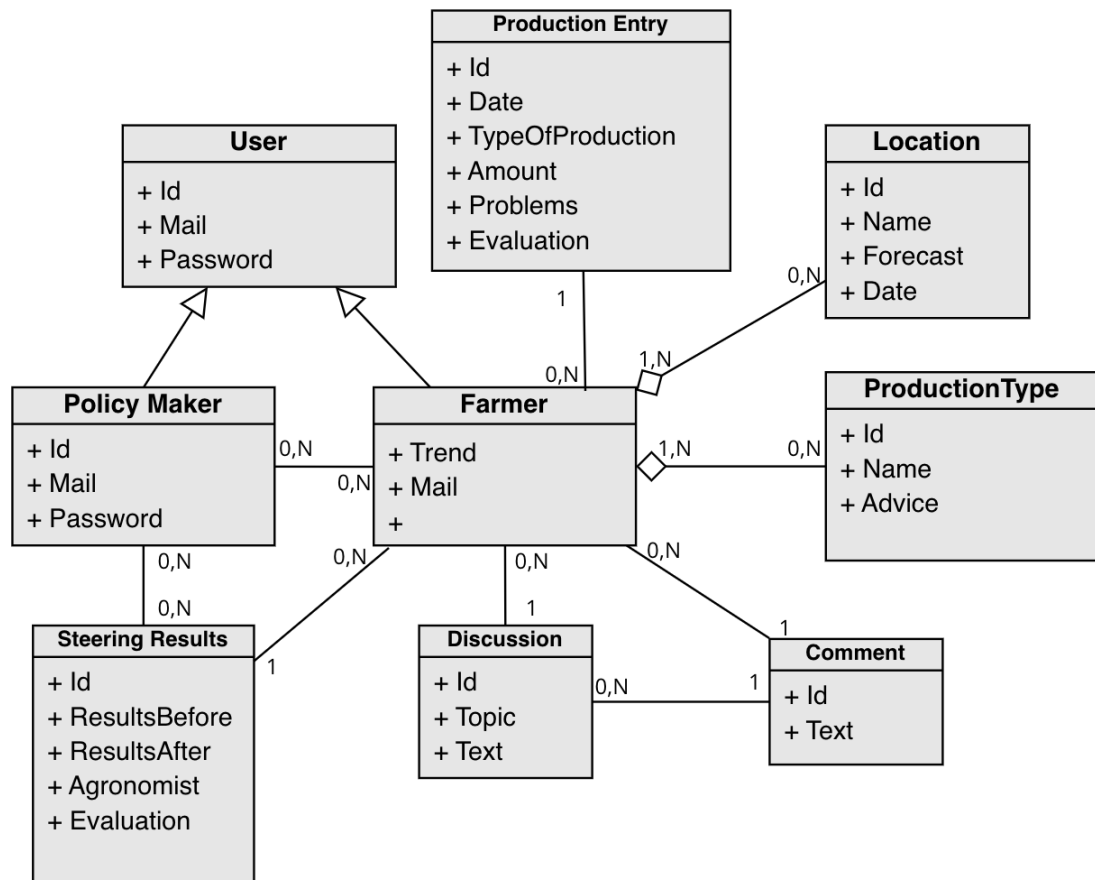 Production Entry
+ Id
+ Date
+ TypeOfProduction
+ Amount
+ Problems
+ Evaluation
User
+ Id
+ Mail
+ Password
Location
+ Id
+ Name
+ Forecast
+ Date
0,N
1
1,N
0,N
Policy Maker
+ Id
+ Mail
+ Password
0,N
0,N
Farmer
+ Trend
+ Mail
+
1,N
0,N
ProductionType
+ Id
+ Name
+ Advice
0,N
0,N
0,N
1
0,N
1
0,N
1
Steering Results
+ Id
+ ResultsBefore
+ ResultsAfter
+ Agronomist
+ Evaluation
Discussion
+ Id
+ Topic
+ Text
0,N
1
Comment
+ Id
+ Text